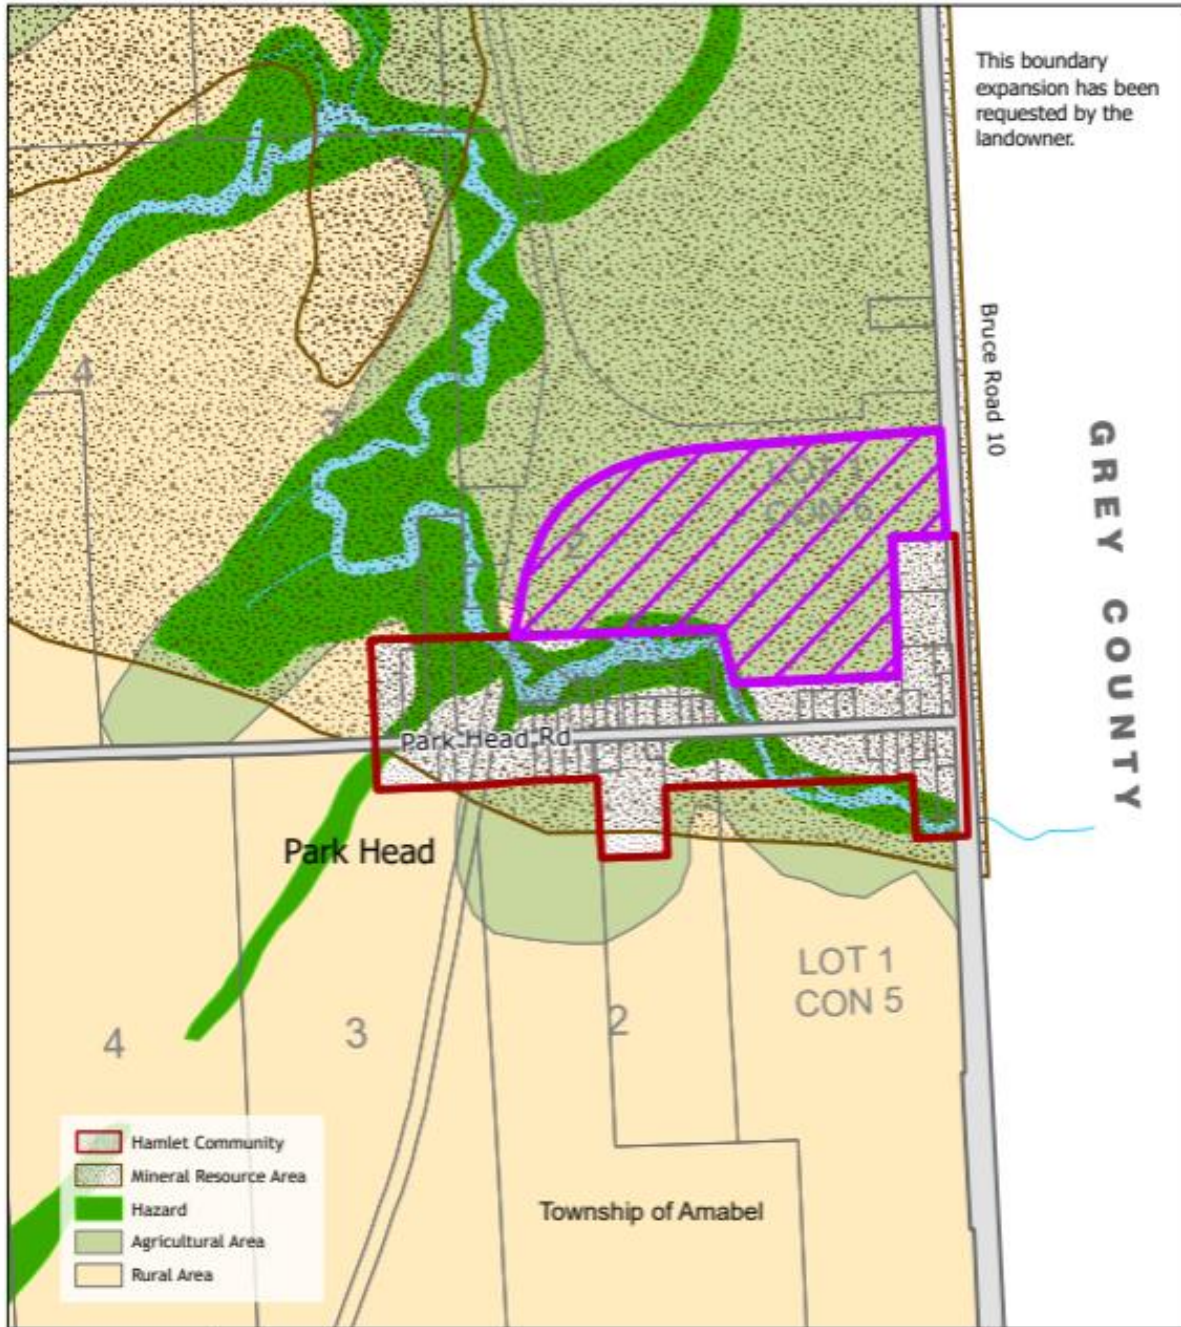 This boundary
expansion has been
requested by the
landowner.
Bruce Road 10
GREY COUNTY
4
3
LOT 1
CON 6
2
Park Head Rd
Park Head
LOT 1
CON 5
4
3
2
Township of Amabel
Hamlet Community
Mineral Resource Area
Hazard
Agricultural Area
Rural Area